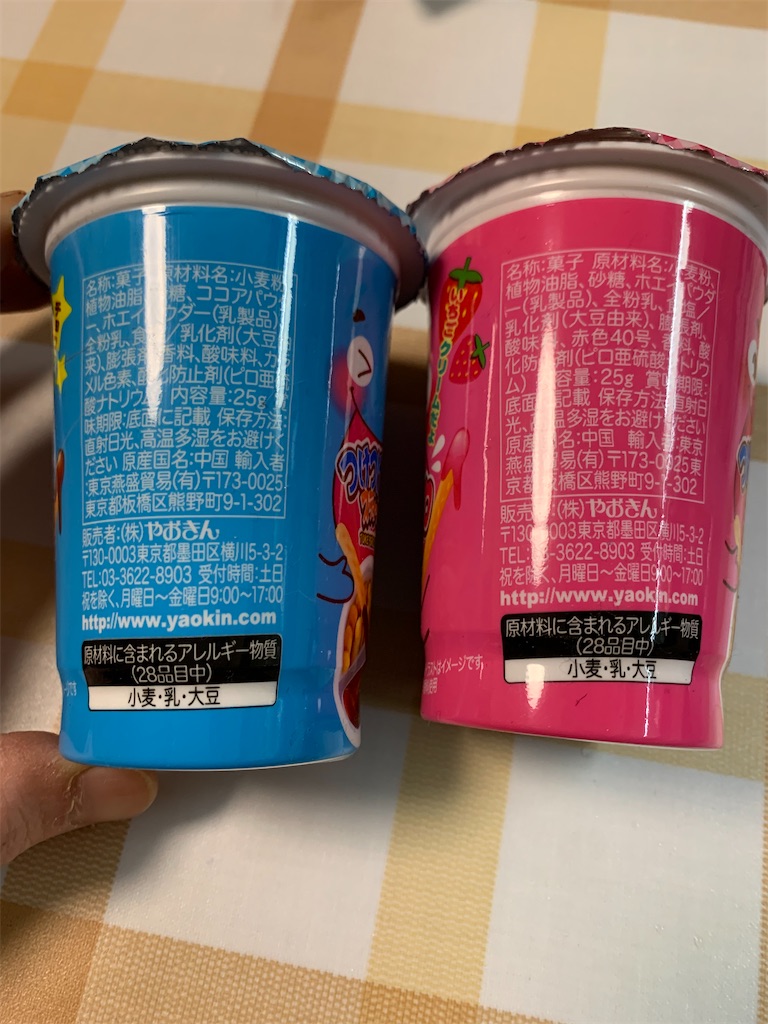 名称:菓子 原材料名:小麦粉、
植物油脂、砂糖、ココアパウダ
ー、ホエイパウダー(乳製品)、
全粉乳、食塩/乳化剤(大豆由
来)、膨張剤、香料、酸味料、カラ
メル色素、酸化防止剤(ピロ亜硫
酸ナトリウム) 内容量:25g 賞
味期限:底面に記載 保存方法:
直射日光、高温多湿をお避けく
ださい 原産国名:中国 輸入者
:東京燕盛貿易(有)〒173-0025
東京都板橋区熊野町9-1-302
販売者:(株)やおきん
〒130-0003東京都墨田区横川5-3-2
TEL:03-3622-8903 受付時間:土日
祝を除く、月曜日〜金曜日9:00〜17:00
http://www.yaokin.com
原材料に含まれるアレルギー物質
(28品目中)
小麦・乳・大豆
いちごクリーム
名称:菓子 原材料名:小麦粉、
植物油脂、砂糖、ホエイパウダ
ー(乳製品)、全粉乳、食塩/
乳化剤(大豆由来)、膨張剤、
酸味料、赤色40号、香料、酸
化防止剤(ピロ亜硫酸ナトリウ
ム) 内容量:25g 賞味期限:
底面に記載 保存方法:直射日
光、高温多湿をお避けください
原産国名:中国 輸入者:東京
燕盛貿易(有)〒173-0025東
京都板橋区熊野町9-1-302
販売者:(株)やおきん
〒130-0003東京都墨田区横川5-3-2
TEL:03-3622-8903 受付時間:土日
祝を除く、月曜日〜金曜日9:00〜17:00
http://www.yaokin.com
原材料に含まれるアレルギー物質
(28品目中)
小麦・乳・大豆
ラストはイメージです